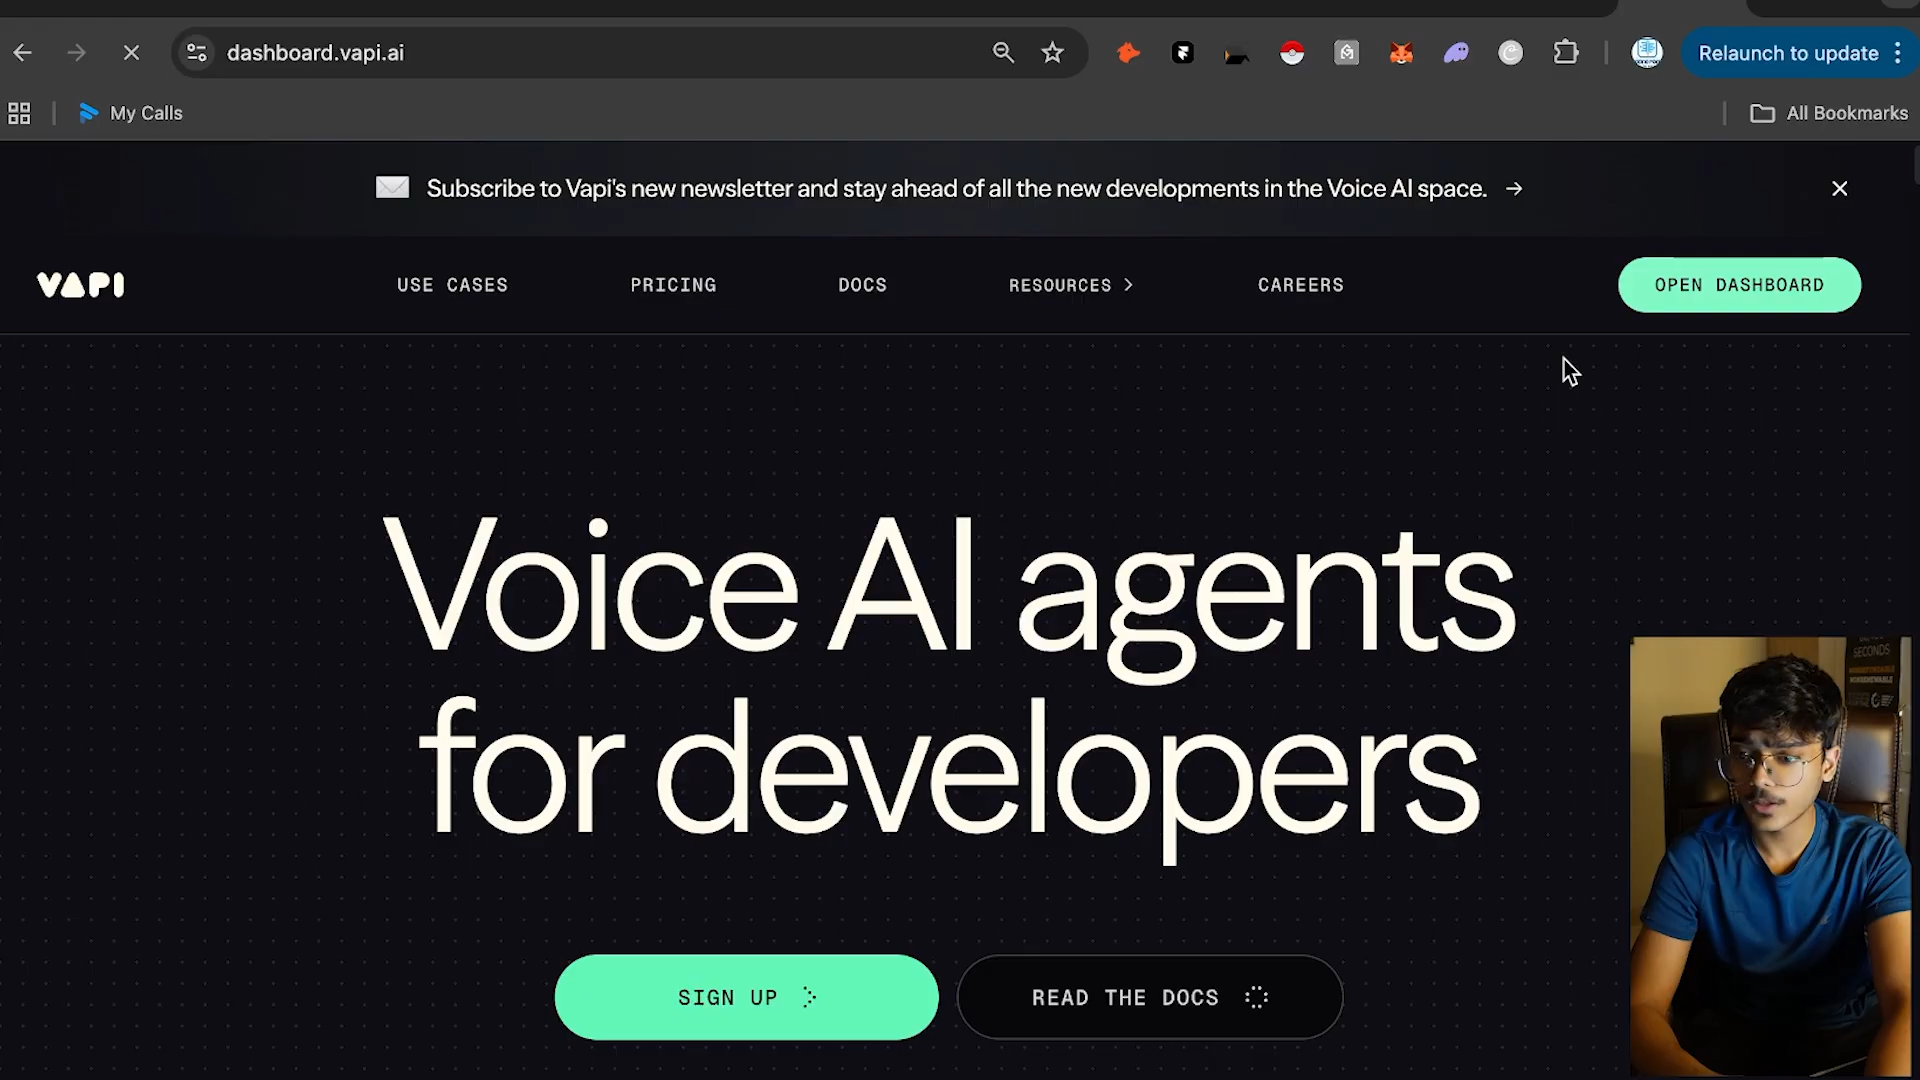 dashboard.vapi.ai
Relaunch to update
My Calls
All Bookmarks
Subscribe to Vapi's new newsletter and stay ahead of all the new developments in the Voice AI space. →
VAPI
USE CASES
PRICING
DOCS
RESOURCES >
CAREERS
OPEN DASHBOARD
Voice AI agents
for developers
SECONDS
SIGN UP
READ THE DOCS